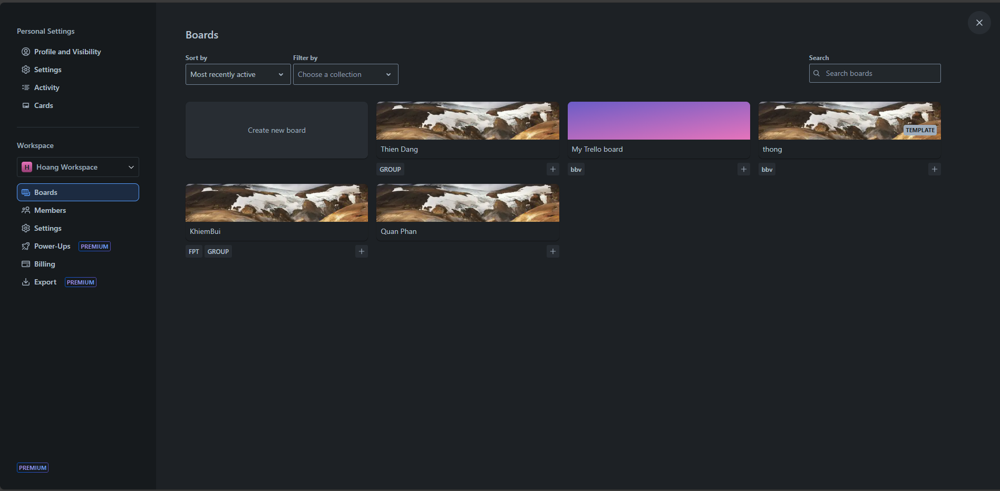 Personal Settings
Profile and Visibility
Settings
Activity
Cards
Workspace
H Hoang Workspace
Boards
Members
Settings
Power-Ups PREMIUM
Billing
Export PREMIUM
PREMIUM
Boards
Sort by Filter by Search
Most recently active Choose a collection Search boards
Create new board
TEMPLATE
Thien Dang My Trello board thong
GROUP bbv bbv
KhiemBui Quan Phan
FPT GROUP